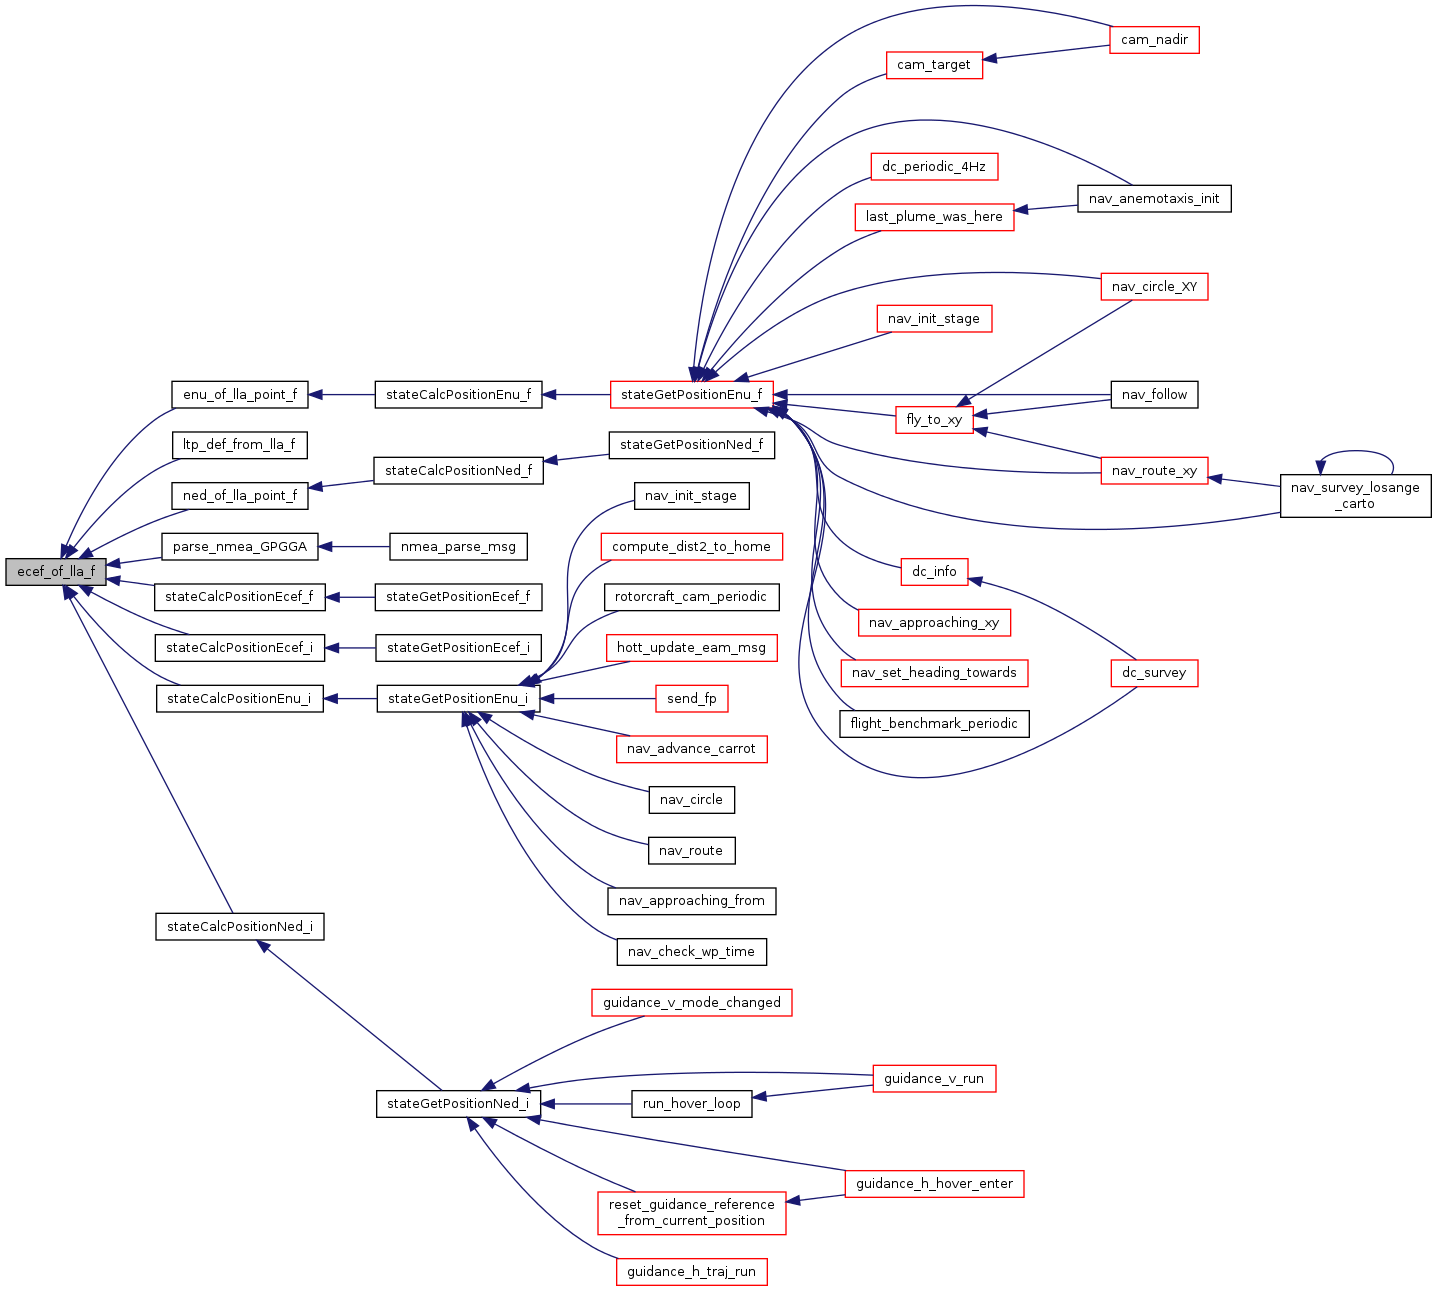 cam_nadir
cam_target
dc_periodic_4Hz
nav_anemotaxis_init
last_plume_was_here
nav_circle_XY
nav_init_stage
enu_of_lla_point_f
stateCalcPositionEnu_f
stateGetPositionEnu_f
nav_follow
fly_to_xy
ltp_def_from_lla_f
stateGetPositionNed_f
stateCalcPositionNed_f
nav_route_xy
ned_of_lla_point_f
nav_init_stage
nav_survey_losange
_carto
parse_nmea_GPGGA
nmea_parse_msg
compute_dist2_to_home
ecef_of_lla_f
dc_info
stateCalcPositionEcef_f
stateGetPositionEcef_f
rotorcraft_cam_periodic
nav_approaching_xy
stateCalcPositionEcef_i
stateGetPositionEcef_i
hott_update_eam_msg
nav_set_heading_towards
dc_survey
stateCalcPositionEnu_i
stateGetPositionEnu_i
send_fp
flight_benchmark_periodic
nav_advance_carrot
nav_circle
nav_route
nav_approaching_from
stateCalcPositionNed_i
nav_check_wp_time
guidance_v_mode_changed
guidance_v_run
stateGetPositionNed_i
run_hover_loop
guidance_h_hover_enter
reset_guidance_reference
_from_current_position
guidance_h_traj_run